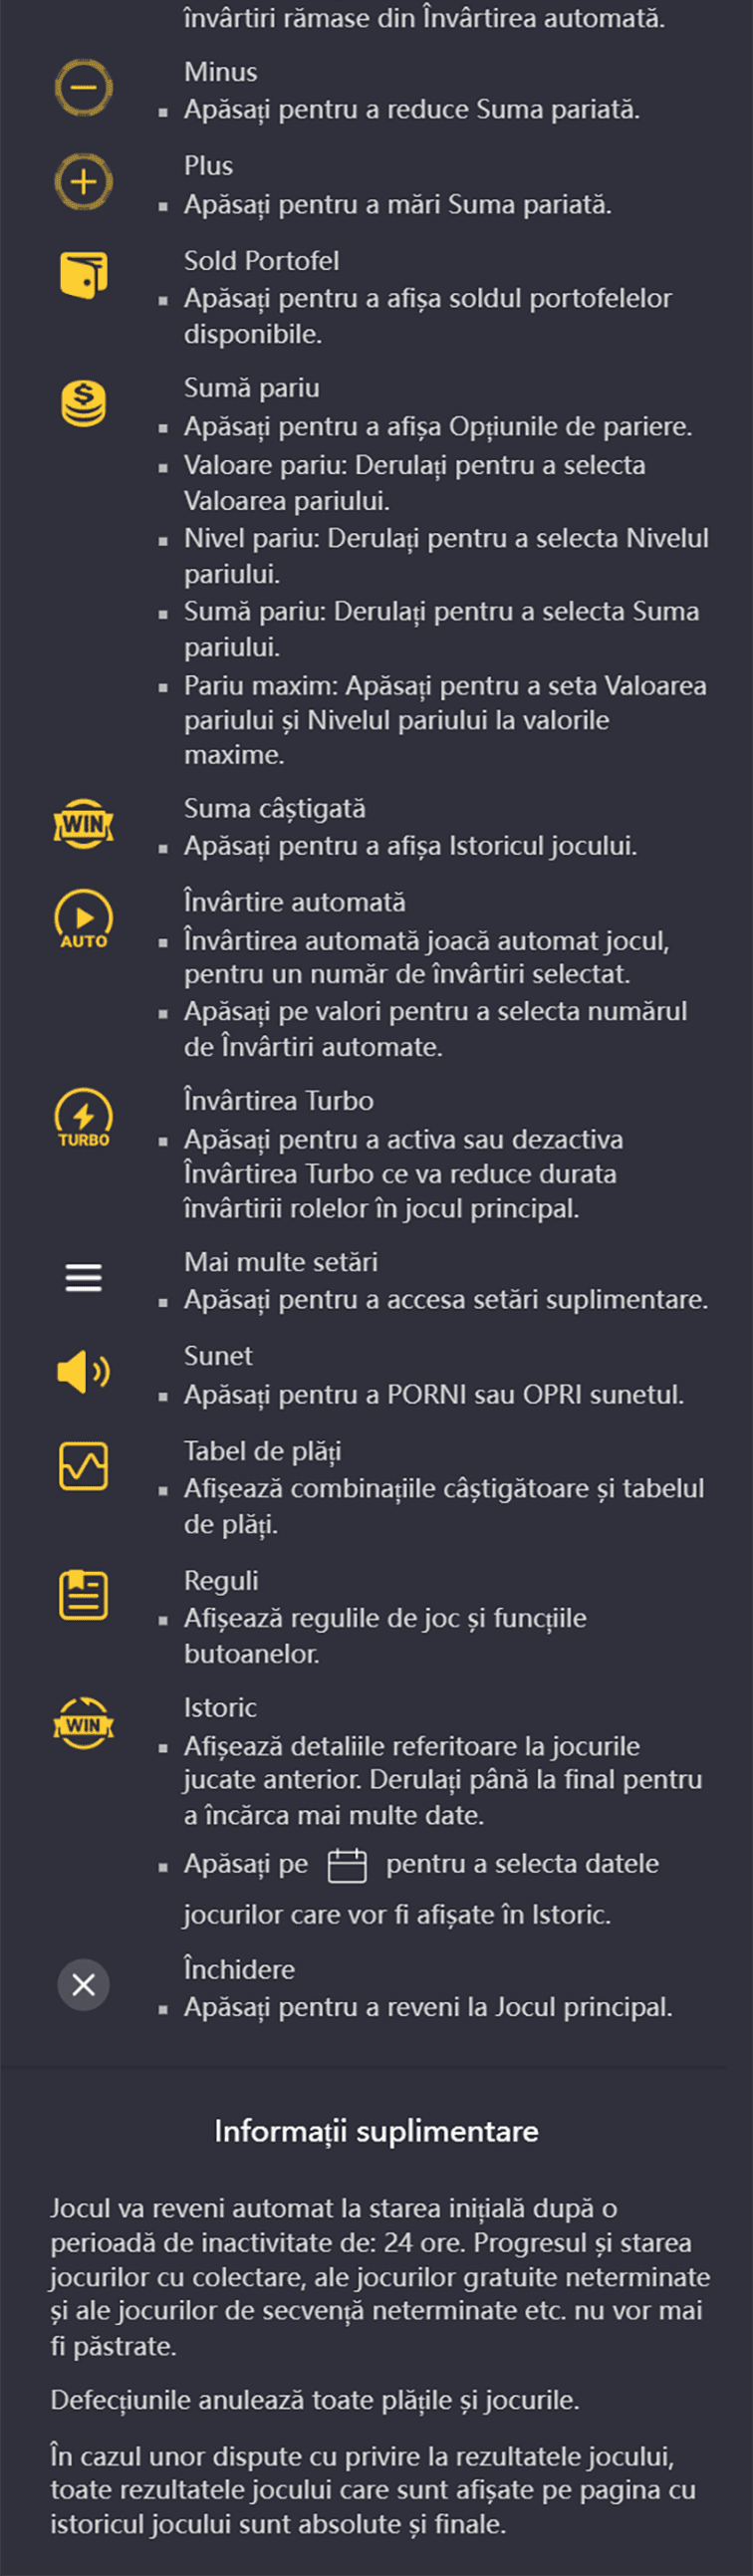 învârtiri rămase din Învârtirea automată.
Minus
▪ Apăsați pentru a reduce Suma pariată.
Plus
▪ Apăsați pentru a mări Suma pariată.
Sold Portofel
▪ Apăsați pentru a afișa soldul portofelelor
disponibile.
$
Sumă pariu
▪ Apăsați pentru a afișa Opțiunile de pariere.
▪ Valoare pariu: Derulați pentru a selecta
Valoarea pariului.
▪ Nivel pariu: Derulați pentru a selecta Nivelul
pariului.
▪ Sumă pariu: Derulați pentru a selecta Suma
pariului.
▪ Pariu maxim: Apăsați pentru a seta Valoarea
pariului și Nivelul pariului la valorile
maxime.
WIN
Suma câștigată
▪ Apăsați pentru a afișa Istoricul jocului.
AUTO
Învârtire automată
▪ Învârtirea automată joacă automat jocul,
pentru un număr de învârtiri selectat.
▪ Apăsați pe valori pentru a selecta numărul
de Învârtiri automate.
TURBO
Învârtirea Turbo
▪ Apăsați pentru a activa sau dezactiva
Învârtirea Turbo ce va reduce durata
învârtirii rolelor în jocul principal.
Mai multe setări
▪ Apăsați pentru a accesa setări suplimentare.
Sunet
▪ Apăsați pentru a PORNI sau OPRI sunetul.
Tabel de plăți
▪ Afișează combinațiile câștigătoare și tabelul
de plăți.
Reguli
▪ Afișează regulile de joc și funcțiile
butoanelor.
WIN
Istoric
▪ Afișează detaliile referitoare la jocurile
jucate anterior. Derulați până la final pentru
a încărca mai multe date.
▪ Apăsați pe pentru a selecta datele
jocurilor care vor fi afișate în Istoric.
Închidere
▪ Apăsați pentru a reveni la Jocul principal.
Informații suplimentare
Jocul va reveni automat la starea inițială după o
perioadă de inactivitate de: 24 ore. Progresul și starea
jocurilor cu colectare, ale jocurilor gratuite neterminate
și ale jocurilor de secvență neterminate etc. nu vor mai
fi păstrate.
Defecțiunile anulează toate plățile și jocurile.
În cazul unor dispute cu privire la rezultatele jocului,
toate rezultatele jocului care sunt afișate pe pagina cu
istoricul jocului sunt absolute și finale.